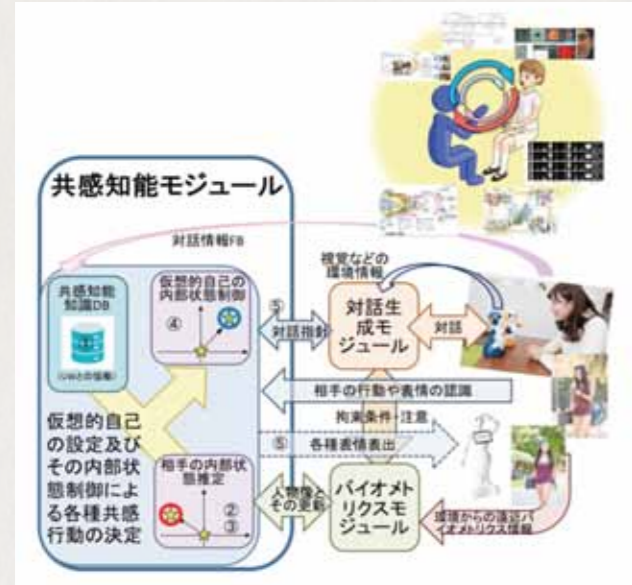 共感知能モジュール
対話情報FB
視覚などの
環境情報
共感知能
知識DB
仮想的自己の
内部状態制御
④
⑤
対話指針
対話生
成モ
ジュール
対話
相手の行動や表情の認識
拘束条件・注意
⑤ 各種表情表出
仮想的自己
の設定及び
その内部状
態制御によ
る各種共感
行動の決定
相手の内部状
態推定
②
③
人物像と
その更新
バイオメト
リクスモ
ジュール
環境からの遠近バ
イオメトリクス情報